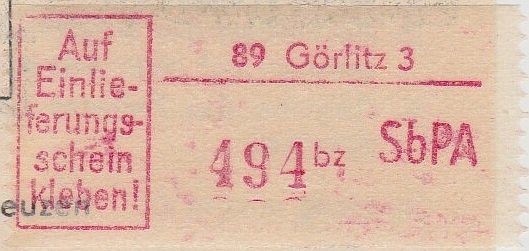 Auf
Einlie-
ferungs-
schein
kleben!
89 Görlitz 3
494 bz SbPA